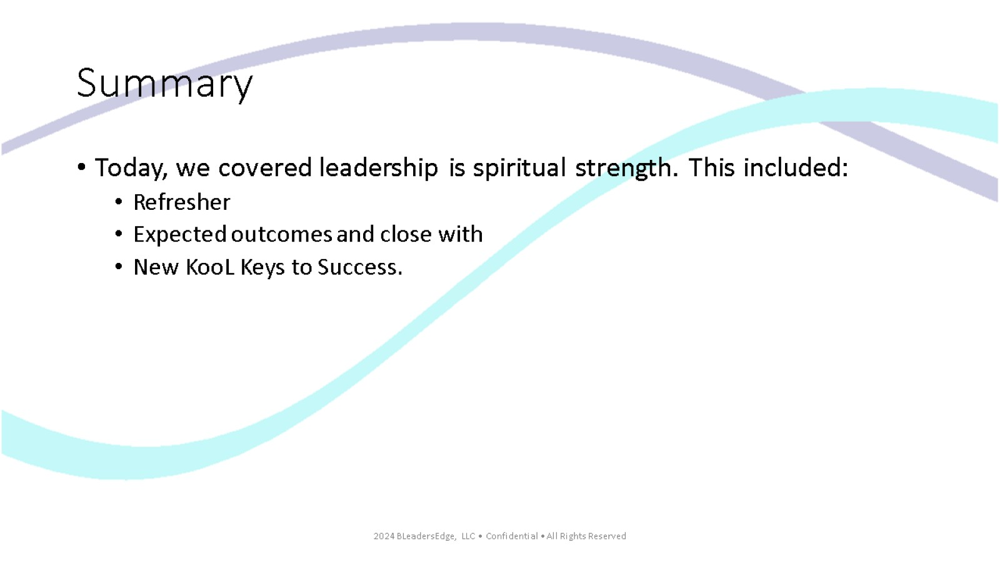 Summary
• Today, we covered leadership is spiritual strength. This included:
• Refresher
• Expected outcomes and close with
• New KooL Keys to Success.
2024 BLeadersEdge, LLC • Confidential • All Rights Reserved